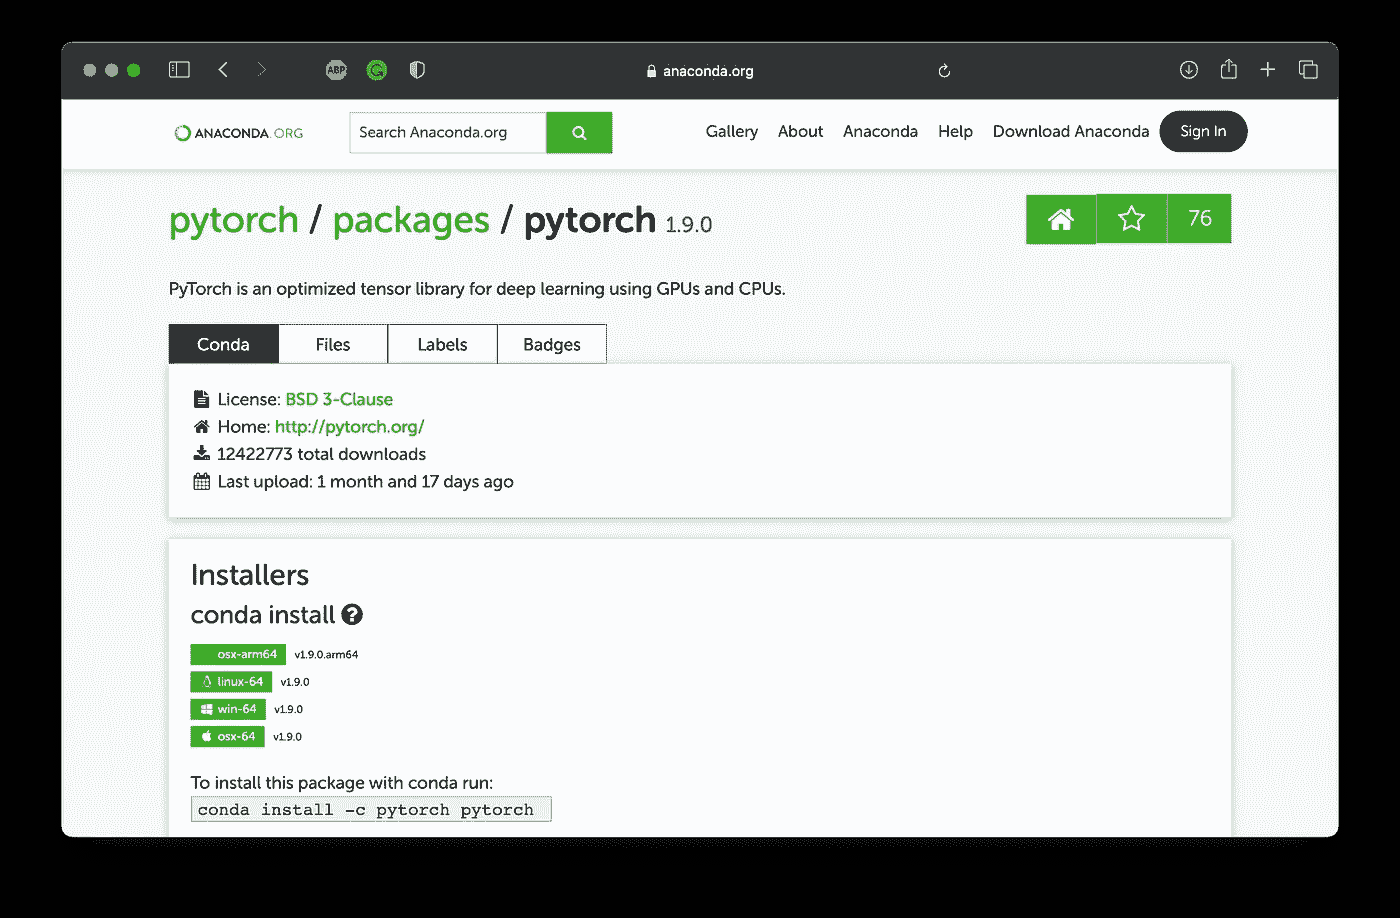 ABP
anaconda.org
ANACONDA.ORG
Search Anaconda.org
Gallery About Anaconda Help Download Anaconda Sign In
pytorch / packages / pytorch 1.9.0
76
PyTorch is an optimized tensor library for deep learning using GPUs and CPUs.
Conda Files Labels Badges
License: BSD 3-Clause
Home: http://pytorch.org/
12422773 total downloads
Last upload: 1 month and 17 days ago
Installers
conda install ?
osx-arm64 v1.9.0.arm64
linux-64 v1.9.0
win-64 v1.9.0
osx-64 v1.9.0
To install this package with conda run:
conda install -c pytorch pytorch